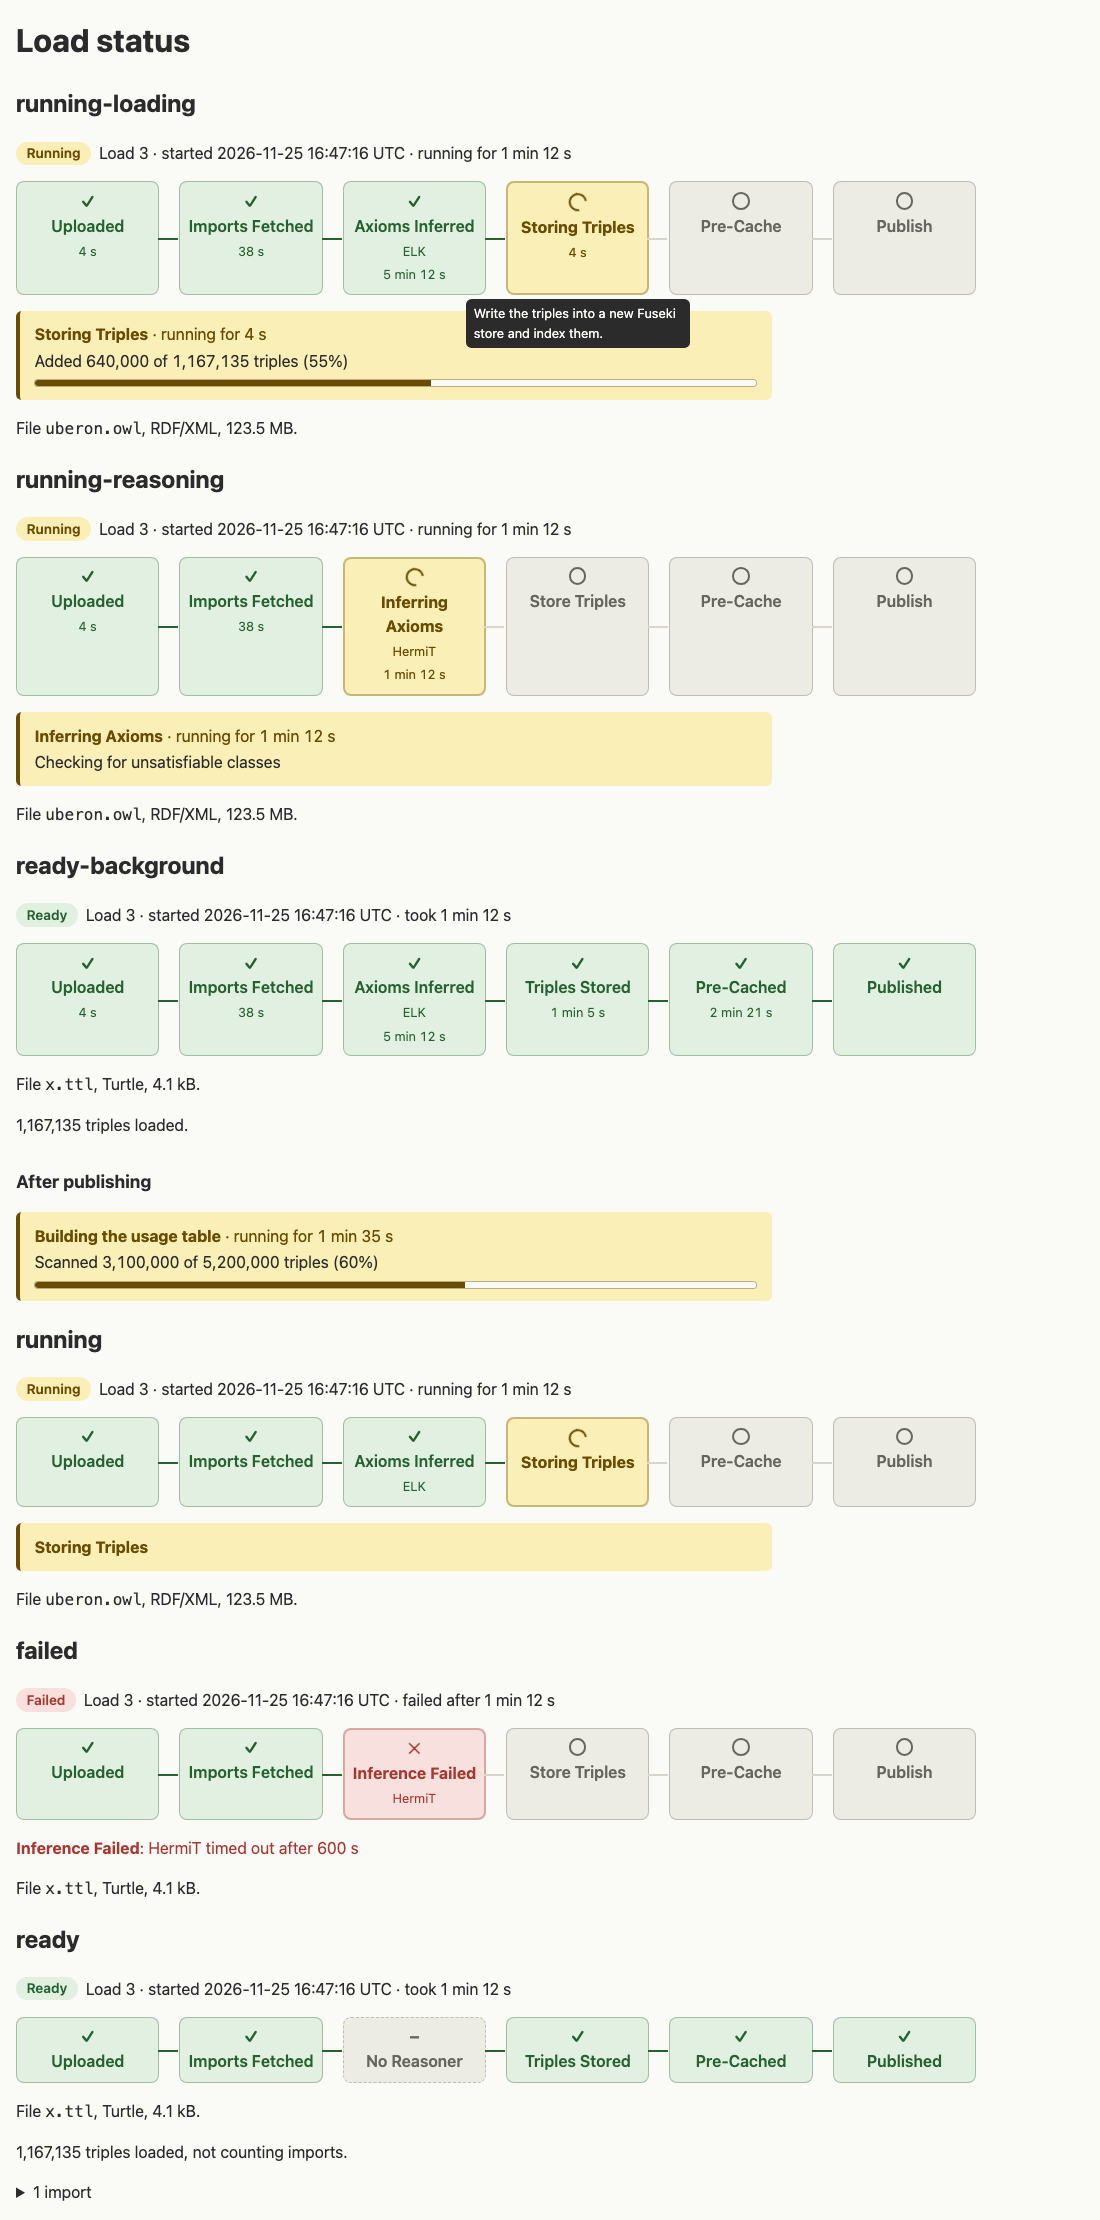 Load status
running-loading
Running Load 3 · started 2026-11-25 16:47:16 UTC · running for 1 min 12 s
Uploaded
4 s
Imports Fetched
38 s
Axioms Inferred
ELK
5 min 12 s
Storing Triples
4 s
Pre-Cache
Publish
Write the triples into a new Fuseki
store and index them.
Storing Triples · running for 4 s
Added 640,000 of 1,167,135 triples (55%)
File uberon.owl, RDF/XML, 123.5 MB.
running-reasoning
Running Load 3 · started 2026-11-25 16:47:16 UTC · running for 1 min 12 s
Uploaded
4 s
Imports Fetched
38 s
Inferring
Axioms
HermiT
1 min 12 s
Store Triples
Pre-Cache
Publish
Inferring Axioms · running for 1 min 12 s
Checking for unsatisfiable classes
File uberon.owl, RDF/XML, 123.5 MB.
ready-background
Ready Load 3 · started 2026-11-25 16:47:16 UTC · took 1 min 12 s
Uploaded
4 s
Imports Fetched
38 s
Axioms Inferred
ELK
5 min 12 s
Triples Stored
1 min 5 s
Pre-Cached
2 min 21 s
Published
File x.ttl, Turtle, 4.1 kB.
1,167,135 triples loaded.
After publishing
Building the usage table · running for 1 min 35 s
Scanned 3,100,000 of 5,200,000 triples (60%)
running
Running Load 3 · started 2026-11-25 16:47:16 UTC · running for 1 min 12 s
Uploaded
Imports Fetched
Axioms Inferred
ELK
Storing Triples
Pre-Cache
Publish
Storing Triples
File uberon.owl, RDF/XML, 123.5 MB.
failed
Failed Load 3 · started 2026-11-25 16:47:16 UTC · failed after 1 min 12 s
Uploaded
Imports Fetched
Inference Failed
HermiT
Store Triples
Pre-Cache
Publish
Inference Failed: HermiT timed out after 600 s
File x.ttl, Turtle, 4.1 kB.
ready
Ready Load 3 · started 2026-11-25 16:47:16 UTC · took 1 min 12 s
Uploaded
Imports Fetched
No Reasoner
Triples Stored
Pre-Cached
Published
File x.ttl, Turtle, 4.1 kB.
1,167,135 triples loaded, not counting imports.
1 import